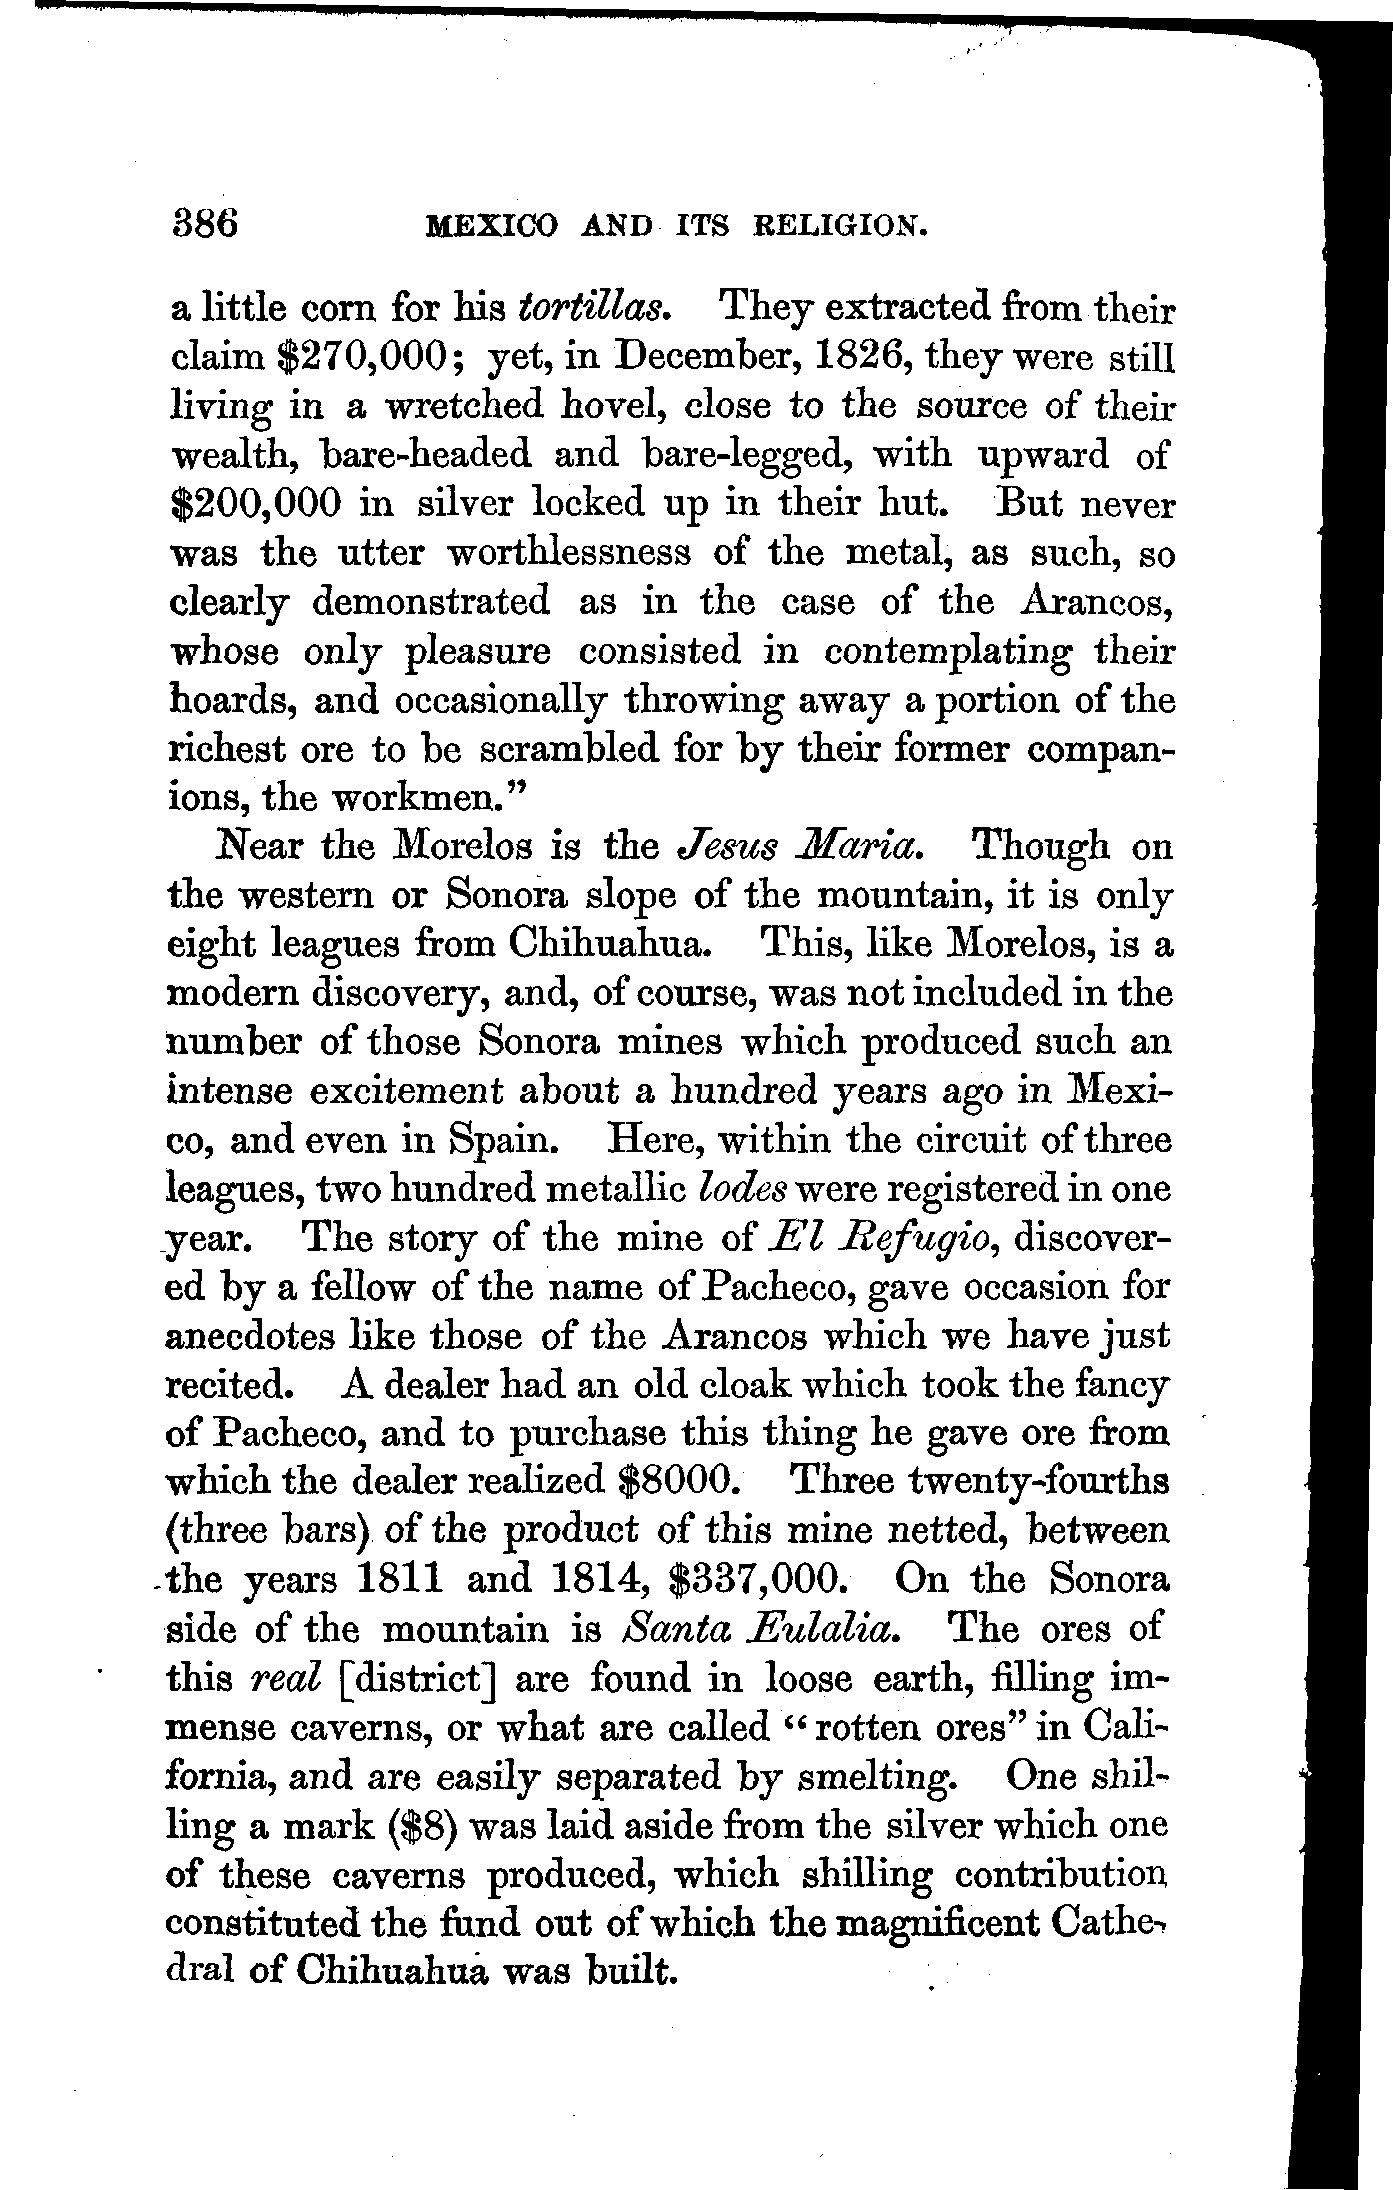 386 MEXICO AND ITS RELIGION.
a little corn for his tortillas. They extracted from their
claim $270,000; yet, in December, 1826, they were still
living in a wretched hovel, close to the source of their
wealth, bare-headed and bare-legged, with upward of
$200,000 in silver locked up in their hut. But never
was the utter worthlessness of the metal, as such, so
clearly demonstrated as in the case of the Arancos,
whose only pleasure consisted in contemplating their
hoards, and occasionally throwing away a portion of the
richest ore to be scrambled for by their former compan-
ions, the workmen."
Near the Morelos is the Jesus Maria. Though on
the western or Sonora slope of the mountain, it is only
eight leagues from Chihuahua. This, like Morelos, is a
modern discovery, and, of course, was not included in the
number of those Sonora mines which produced such an
intense excitement about a hundred years ago in Mexi-
co, and even in Spain. Here, within the circuit of three
leagues, two hundred metallic lodes were registered in one
year. The story of the mine of El Refugio, discover-
ed by a fellow of the name of Pacheco, gave occasion for
anecdotes like those of the Arancos which we have just
recited. A dealer had an old cloak which took the fancy
of Pacheco, and to purchase this thing he gave ore from
which the dealer realized $8000. Three twenty-fourths
(three bars) of the product of this mine netted, between
the years 1811 and 1814, $337,000. On the Sonora
side of the mountain is Santa Eulalia. The ores of
this real [district] are found in loose earth, filling im-
mense caverns, or what are called "rotten ores" in Cali-
fornia, and are easily separated by smelting. One shil-
ling a mark ($8) was laid aside from the silver which one
of these caverns produced, which shilling contribution
constituted the fund out of which the magnificent Cathe-
dral of Chihuahua was built.